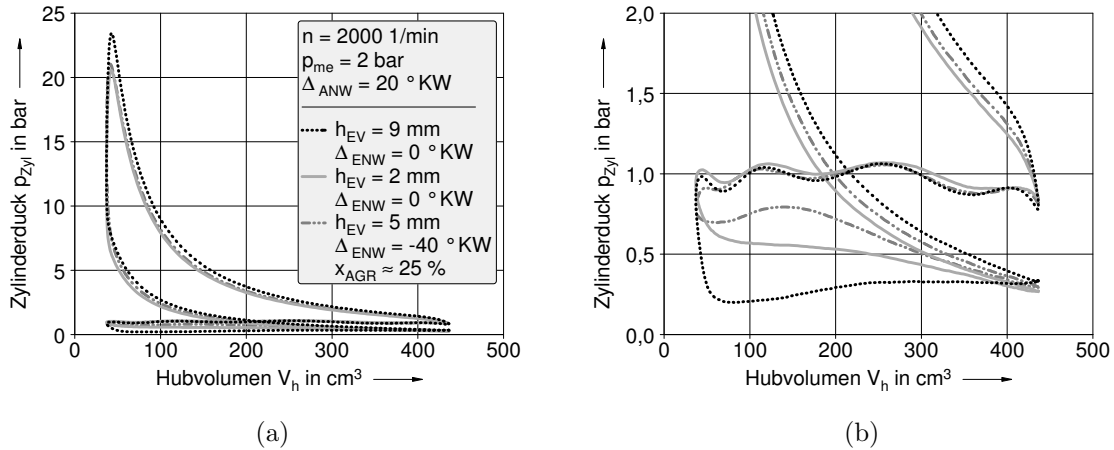 25
20
15
10
5
0
0
100
200
300
400
500
Zylinderduck p_Zyl in bar
Hubvolumen V_h in cm³
n = 2000 1/min
p_me = 2 bar
Δ_ANW = 20 °KW
h_EV = 9 mm
Δ_ENW = 0 °KW
h_EV = 2 mm
Δ_ENW = 0 °KW
h_EV = 5 mm
Δ_ENW = -40 °KW
x_AGR ≈ 25 %
(a)
2,0
1,5
1,0
0,5
0,0
0
100
200
300
400
500
Zylinderduck p_Zyl in bar
Hubvolumen V_h in cm³
(b)